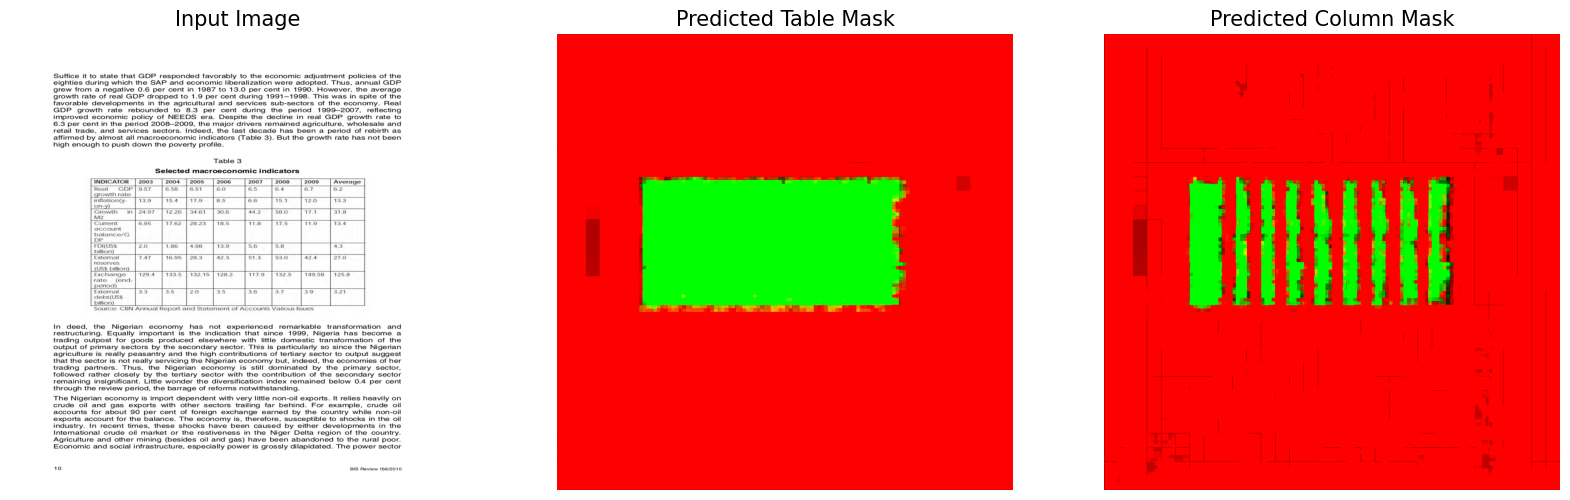 Input Image
Predicted Table Mask
Predicted Column Mask
Suffice it to state that GDP responded favorably to the economic adjustment policies of the
eighties during which the SAP and economic liberalization were adopted. Thus, annual GDP
grew from a negative 0.6 per cent in 1987 to 13.0 per cent in 1990. However, the average
growth rate of real GDP dropped to 1.9 per cent during 1991–1998. This was in spite of the
favorable developments in the agricultural and services sub-sectors of the economy. Real
GDP growth rate rebounded to 8.3 per cent during the period 1999–2007, reflecting
improved economic policy of NEEDS era. Despite the decline in real GDP growth rate to
6.3 per cent in the period 2008–2009, the major drivers remained agriculture, wholesale and
retail trade, and services sectors. Indeed, the last decade has been a period of rebirth as
affirmed by almost all macroeconomic indicators (Table 3). But the growth rate has not been
high enough to push down the poverty profile.
Table 3
Selected macroeconomic indicators
INDICATOR 2003 2004 2005 2006 2007 2008 2009 Average
Real GDP 9.57 6.58 6.51 6.0 6.5 6.4 6.7 6.2
growth rate
Inflation(y- 13.9 15.4 17.9 8.5 6.6 15.1 12.0 13.3
on-y)
Growth in 24.97 12.26 34.61 30.6 44.2 58.0 17.1 31.8
M2
Current 6.95 17.62 28.23 18.5 11.8 17.5 11.9 13.4
account
balance/G
DP
FDI(US$ 2.0 1.86 4.98 13.9 5.6 5.8 4.3
billion)
External 7.47 16.95 28.3 42.3 51.3 53.0 42.4 27.0
reserves
(US$ billion)
Exchange 129.4 133.5 132.15 128.2 117.9 132.5 149.58 125.8
rate (end-
period)
External 3.3 3.5 2.0 3.5 3.6 3.7 3.9 3.21
debt(US$
billion)
Source: CBN Annual Report and Statement of Accounts Various Issues
In deed, the Nigerian economy has not experienced remarkable transformation and
restructuring. Equally important is the indication that since 1999, Nigeria has become a
trading outpost for goods produced elsewhere with little domestic transformation of the
output of primary sectors by the secondary sector. This is particularly so since the Nigerian
agriculture is really peasantry and the high contributions of tertiary sector to output suggest
that the sector is not really servicing the Nigerian economy but, indeed, the economies of her
trading partners. Thus, the Nigerian economy is still dominated by the primary sector,
followed rather closely by the tertiary sector with the contribution of the secondary sector
remaining insignificant. Little wonder the diversification index remained below 0.4 per cent
through the review period, the barrage of reforms notwithstanding.
The Nigerian economy is import dependent with very little non-oil exports. It relies heavily on
crude oil and gas exports with other sectors trailing far behind. For example, crude oil
accounts for about 90 per cent of foreign exchange earned by the country while non-oil
exports account for the balance. The economy is, therefore, susceptible to shocks in the oil
industry. In recent times, these shocks have been caused by either developments in the
International crude oil market or the restiveness in the Niger Delta region of the country.
Agriculture and other mining (besides oil and gas) have been abandoned to the rural poor.
Economic and social infrastructure, especially power is grossly dilapidated. The power sector
10 BIS Review 166/2010